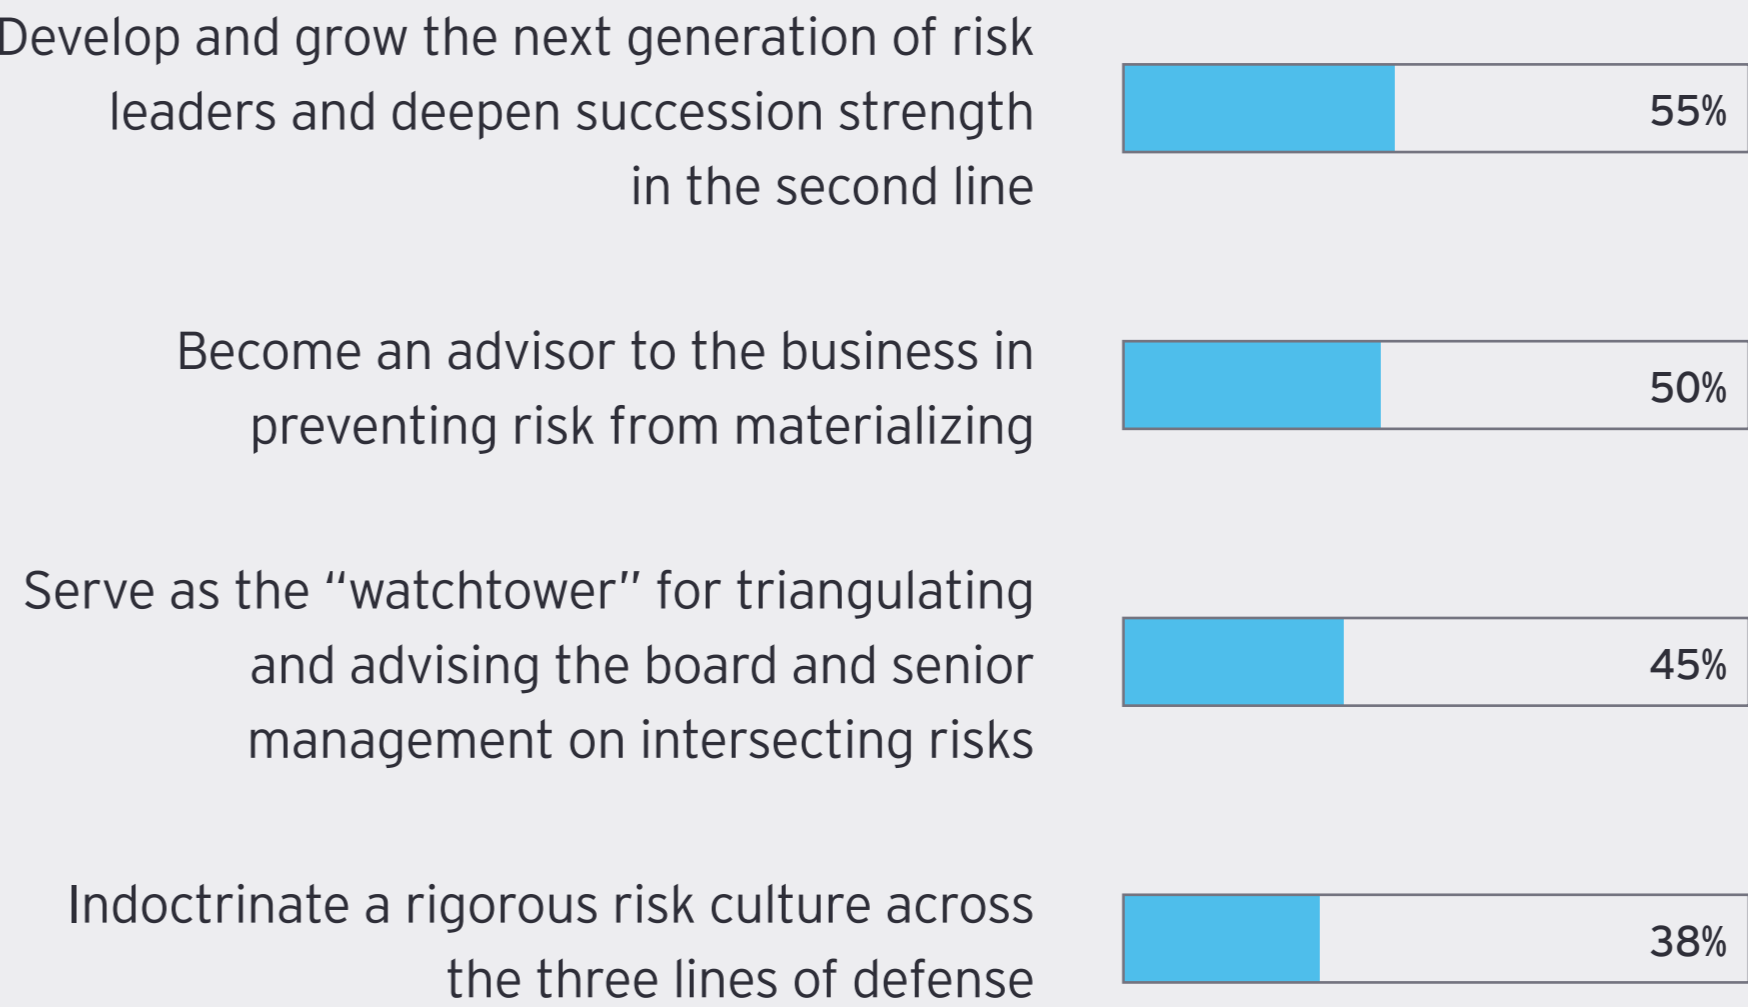 Develop and grow the next generation of risk
leaders and deepen succession strength
in the second line
55%
Become an advisor to the business in
preventing risk from materializing
50%
Serve as the “watchtower” for triangulating
and advising the board and senior
management on intersecting risks
45%
Indoctrinate a rigorous risk culture across
the three lines of defense
38%